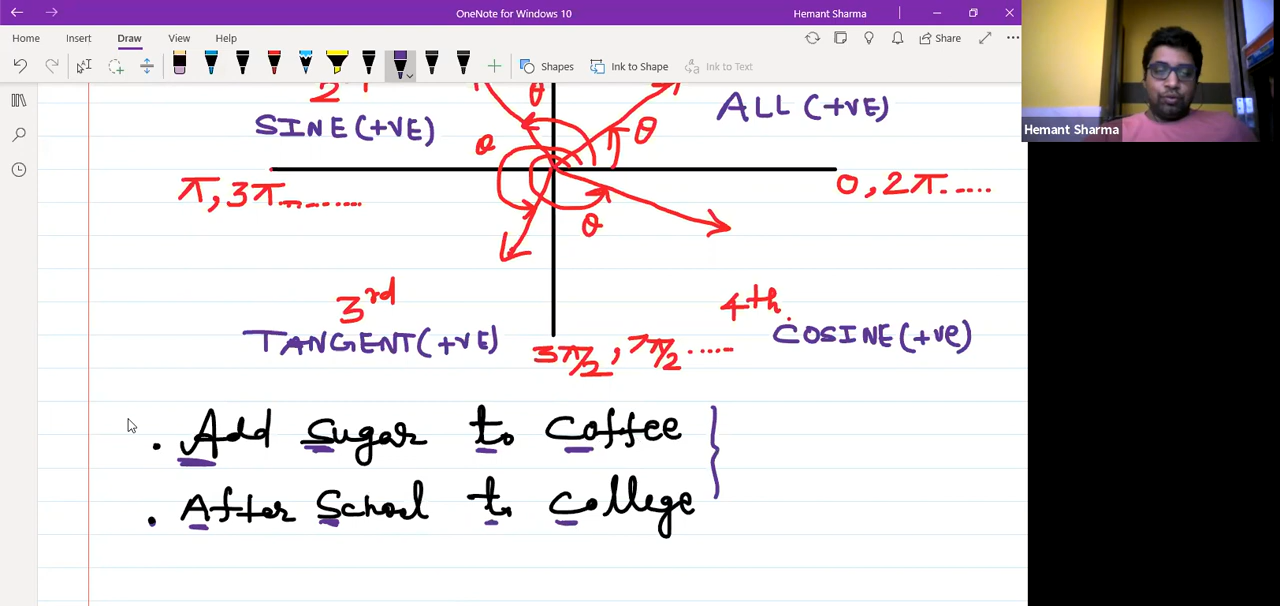 OneNote for Windows 10
Hemant Sharma
Home Insert Draw View Help
Share
Shapes Ink to Shape Ink to Text
Hemant Sharma
θ
SINE (+VE)
ALL (+VE)
θ
θ
π, 3π........
0, 2π.....
θ
3rd
4th
TANGENT (+VE)
3π/2, 7π/2 .....
COSINE (+ve)
. Add sugar to Coffee
. After School to College